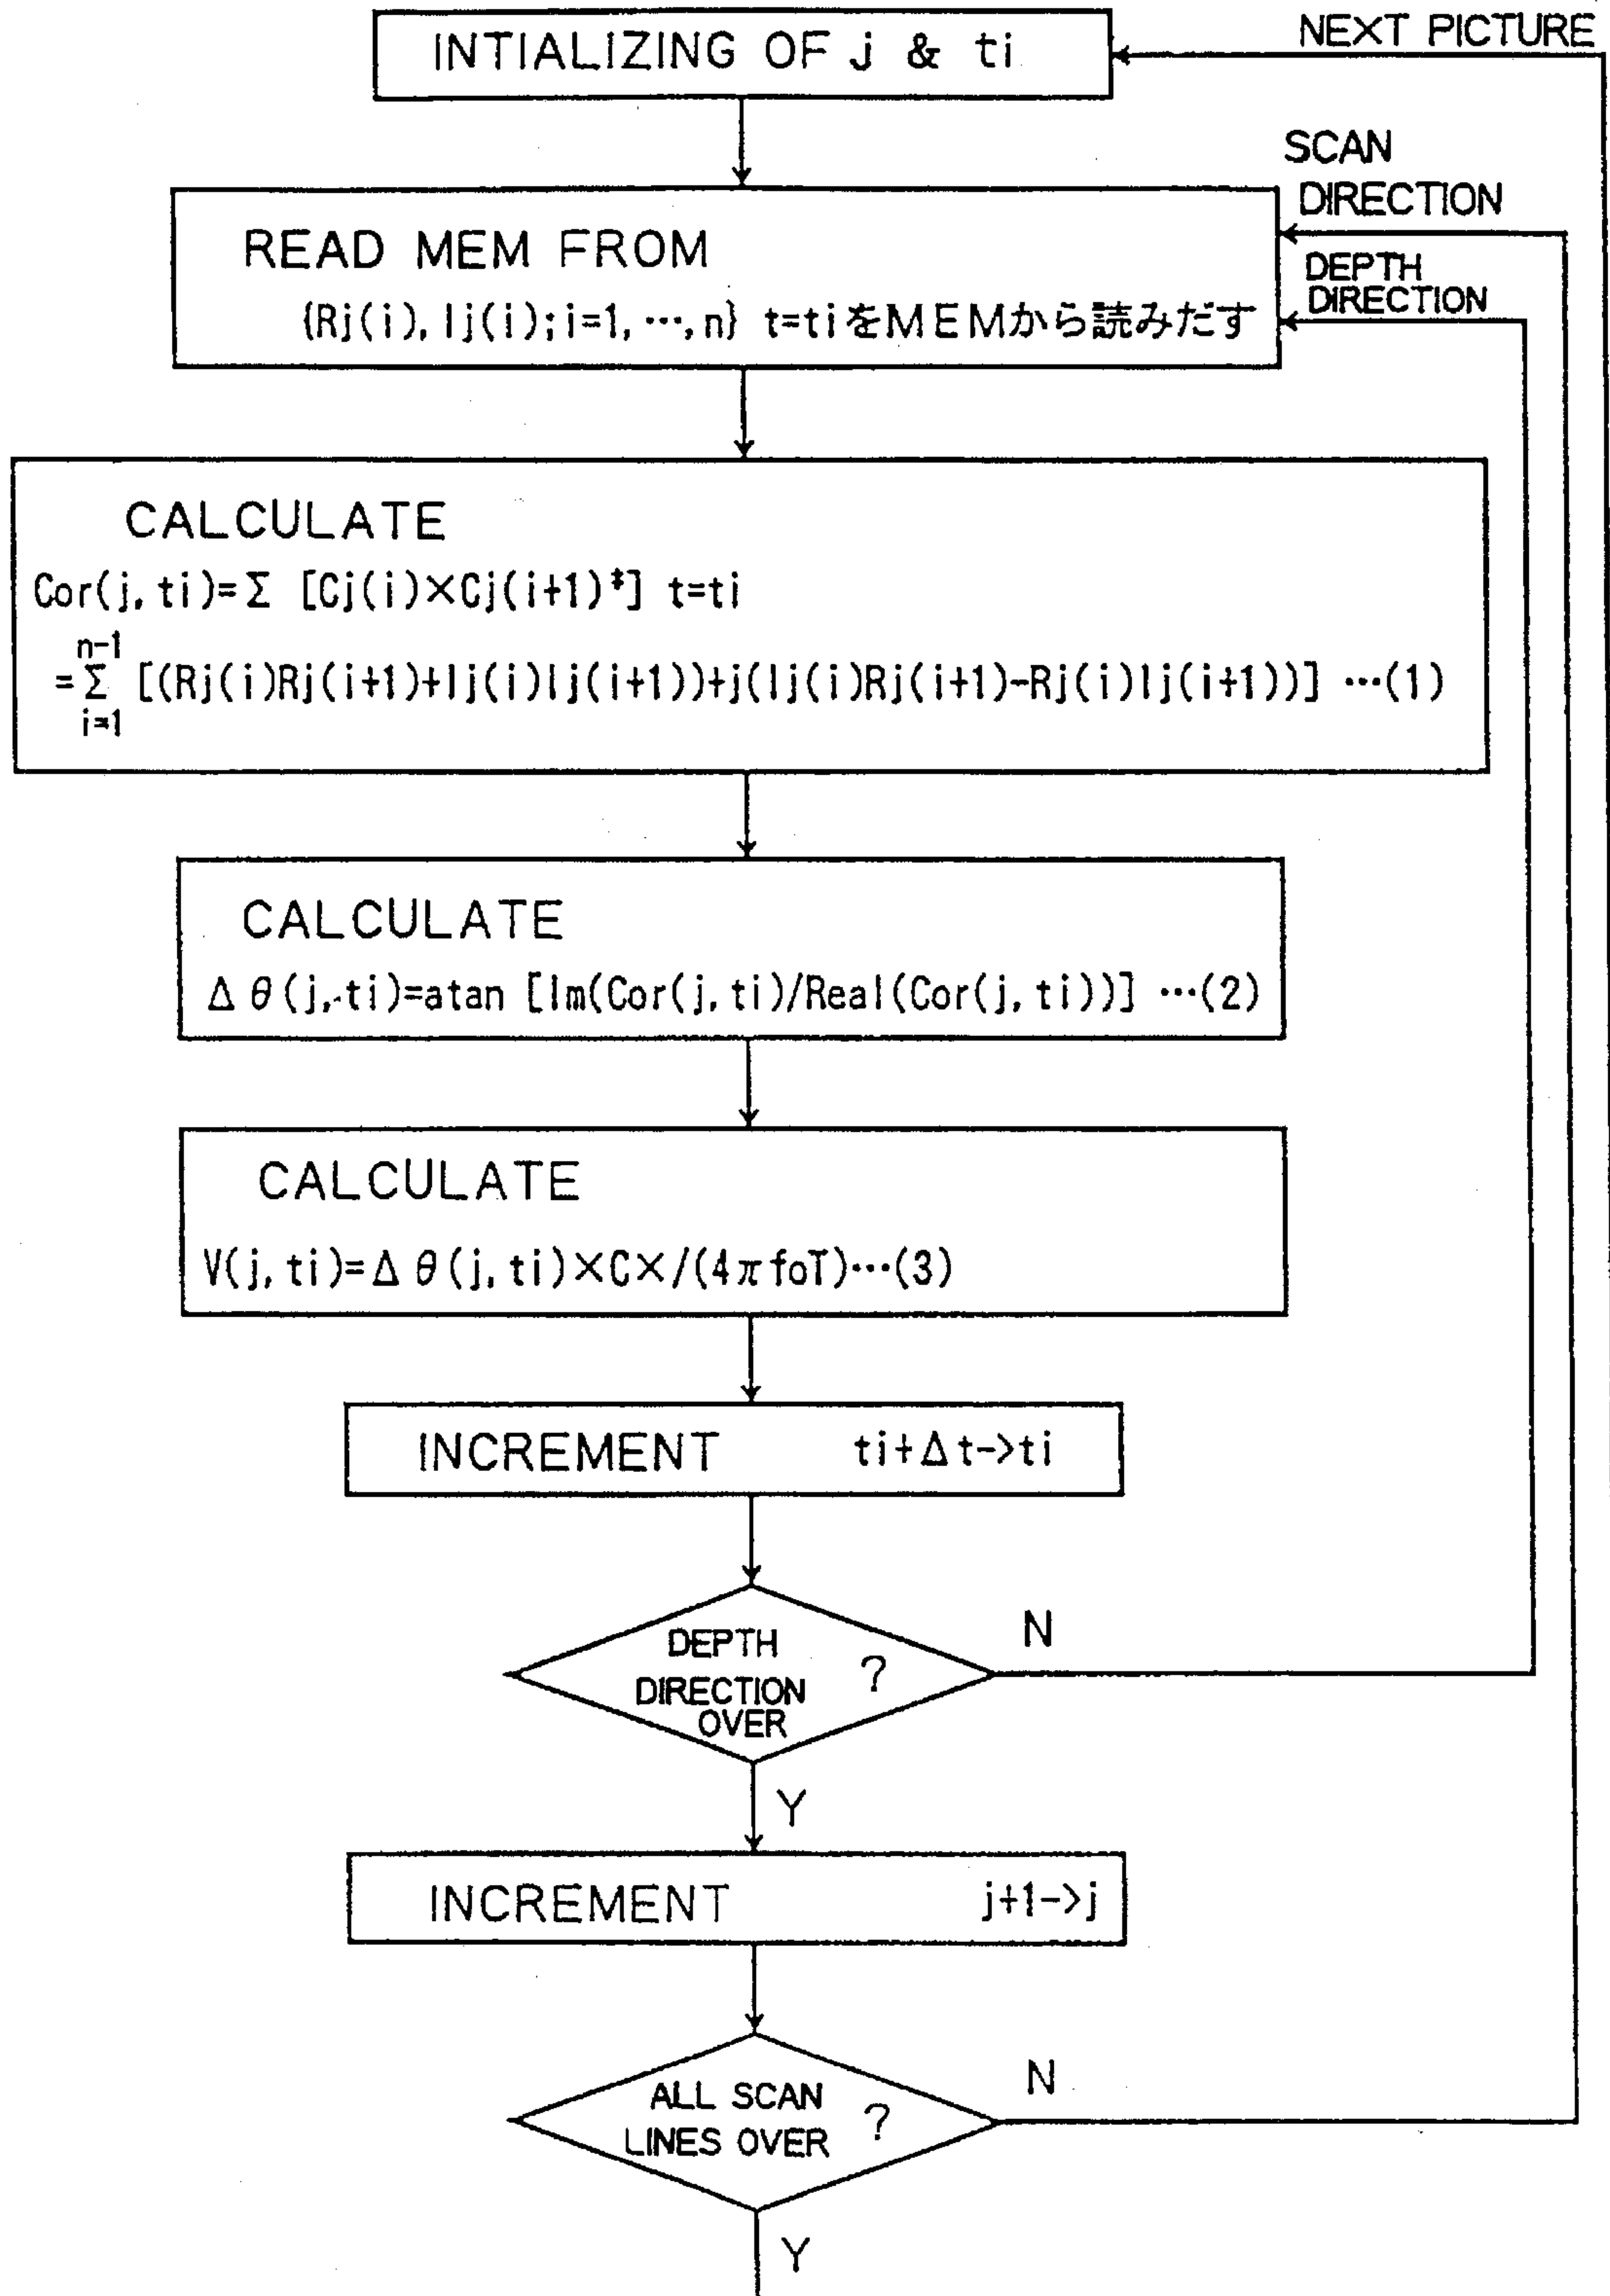 INTIALIZING OF j & ti
NEXT PICTURE
SCAN
DIRECTION
DEPTH
DIRECTION
READ MEM FROM
{Rj(i), Ij(i);i=1, …,n} t=tiをMEMから読みだす
CALCULATE
Cor(j, ti)=Σ [Cj(i)×Cj(i+1)*] t=ti
n-1
=Σ [(Rj(i)Rj(i+1)+Ij(i)Ij(i+1))+j(Ij(i)Rj(i+1)-Rj(i)Ij(i+1))] …(1)
i=1
CALCULATE
Δθ(j, ti)=atan [Im(Cor(j, ti)/Real(Cor(j, ti))] …(2)
CALCULATE
V(j, ti)=Δθ(j, ti)×C×/(4πfoT)…(3)
INCREMENT ti+Δt->ti
DEPTH
DIRECTION ?
OVER
N
Y
INCREMENT j+1->j
ALL SCAN
LINES OVER ?
N
Y